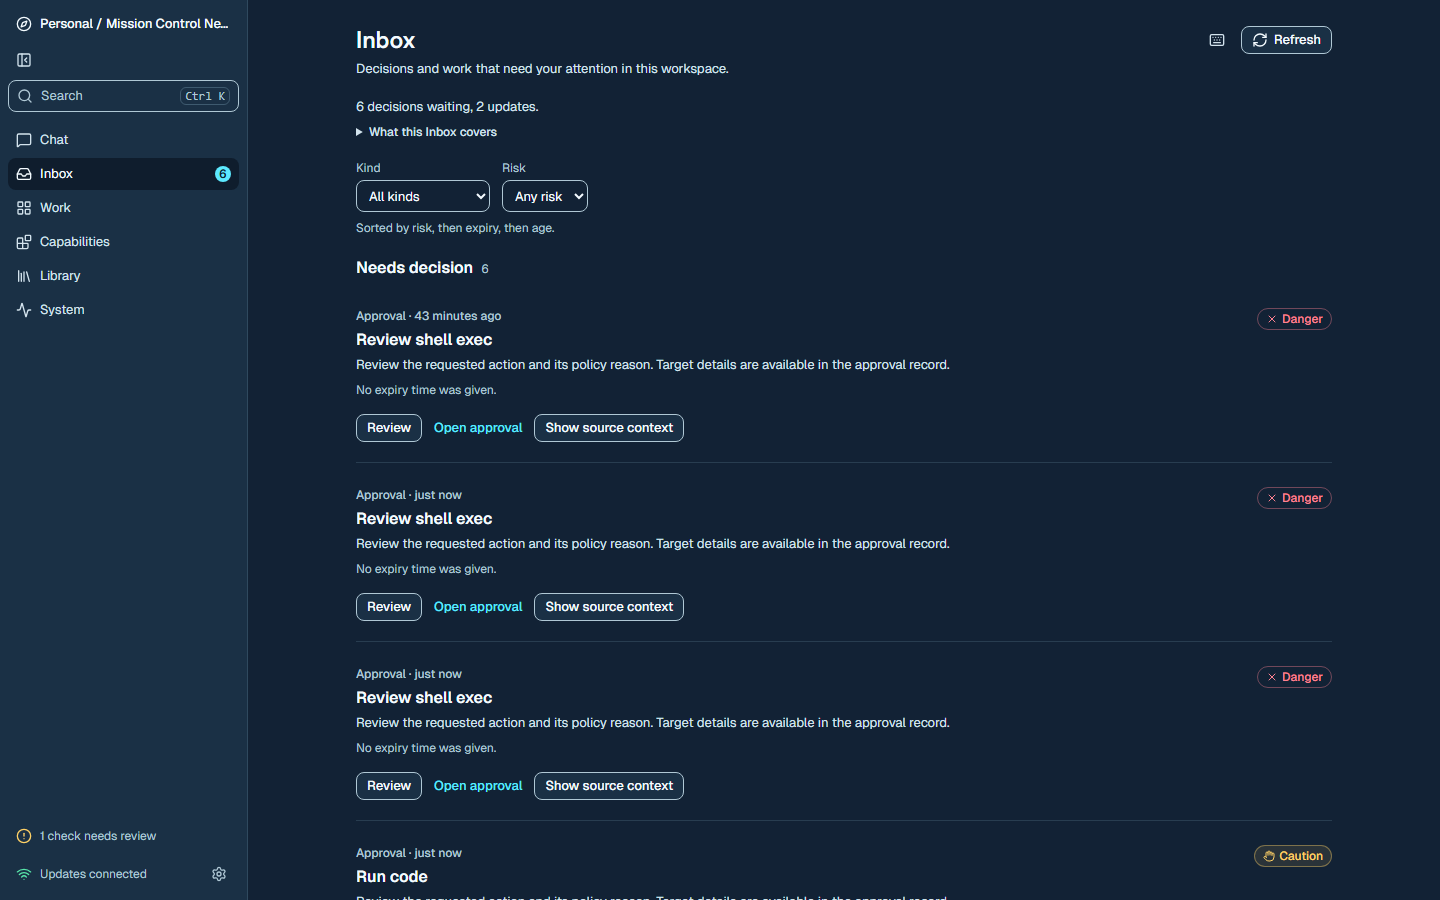 Personal / Mission Control Ne...
Search
Ctrl K
Chat
Inbox
6
Work
Capabilities
Library
System
1 check needs review
Updates connected
Inbox
Refresh
Decisions and work that need your attention in this workspace.
6 decisions waiting, 2 updates.
What this Inbox covers
Kind
Risk
All kinds
Any risk
Sorted by risk, then expiry, then age.
Needs decision 6
Approval · 43 minutes ago
Danger
Review shell exec
Review the requested action and its policy reason. Target details are available in the approval record.
No expiry time was given.
Review
Open approval
Show source context
Approval · just now
Danger
Review shell exec
Review the requested action and its policy reason. Target details are available in the approval record.
No expiry time was given.
Review
Open approval
Show source context
Approval · just now
Danger
Review shell exec
Review the requested action and its policy reason. Target details are available in the approval record.
No expiry time was given.
Review
Open approval
Show source context
Approval · just now
Caution
Run code